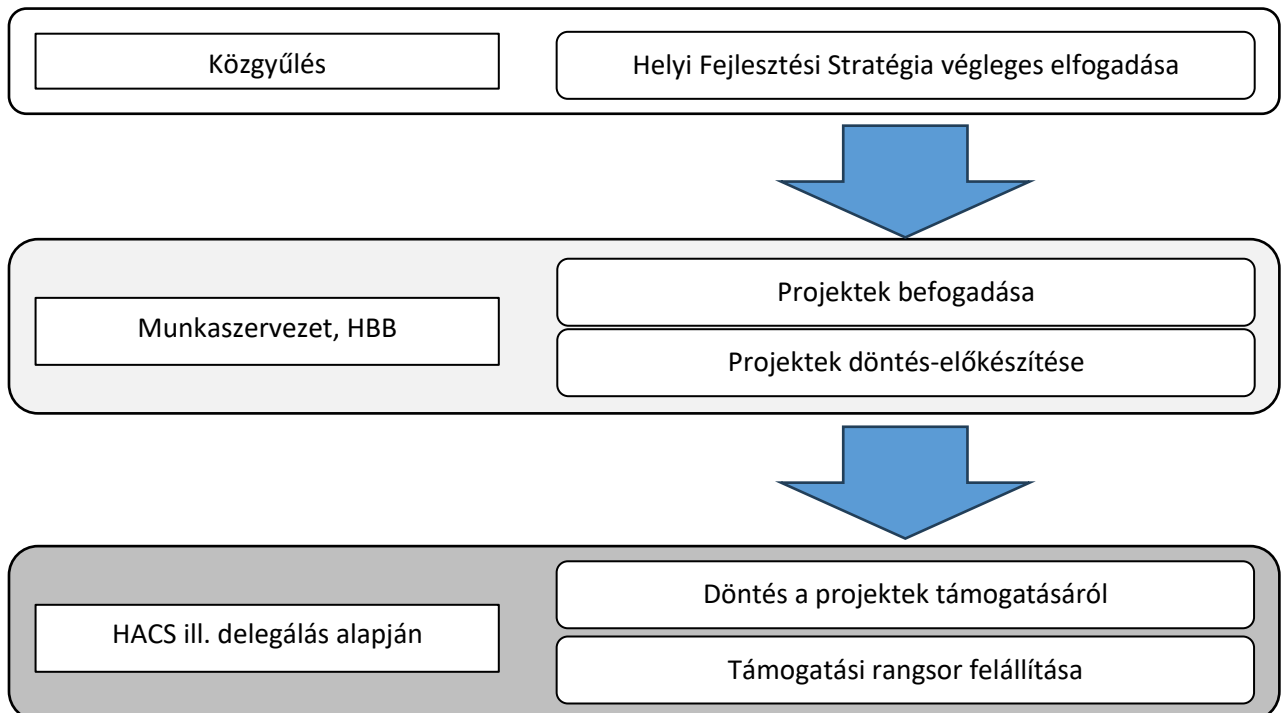 Közgyűlés
Helyi Fejlesztési Stratégia végleges elfogadása
Munkaszervezet, HBB
Projektek befogadása
Projektek döntés-előkészítése
HACS ill. delegálás alapján
Döntés a projektek támogatásáról
Támogatási rangsor felállítása